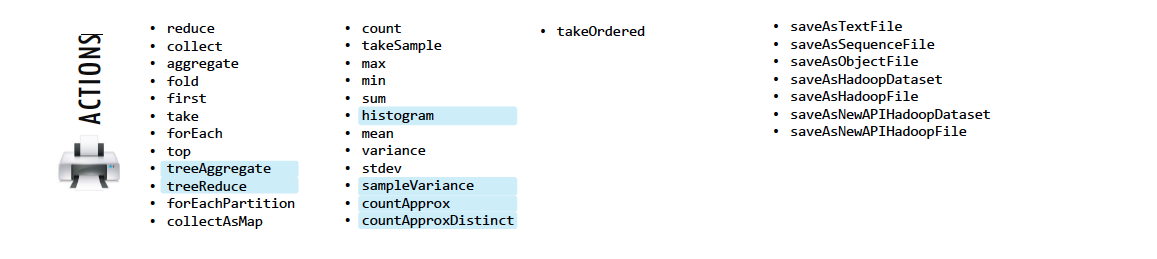 ACTIONS
• reduce
• collect
• aggregate
• fold
• first
• take
• forEach
• top
• treeAggregate
• treeReduce
• forEachPartition
• collectAsMap
• count
• takeSample
• max
• min
• sum
• histogram
• mean
• variance
• stdev
• sampleVariance
• countApprox
• countApproxDistinct
• takeOrdered
• saveAsTextFile
• saveAsSequenceFile
• saveAsObjectFile
• saveAsHadoopDataset
• saveAsHadoopFile
• saveAsNewAPIHadoopDataset
• saveAsNewAPIHadoopFile